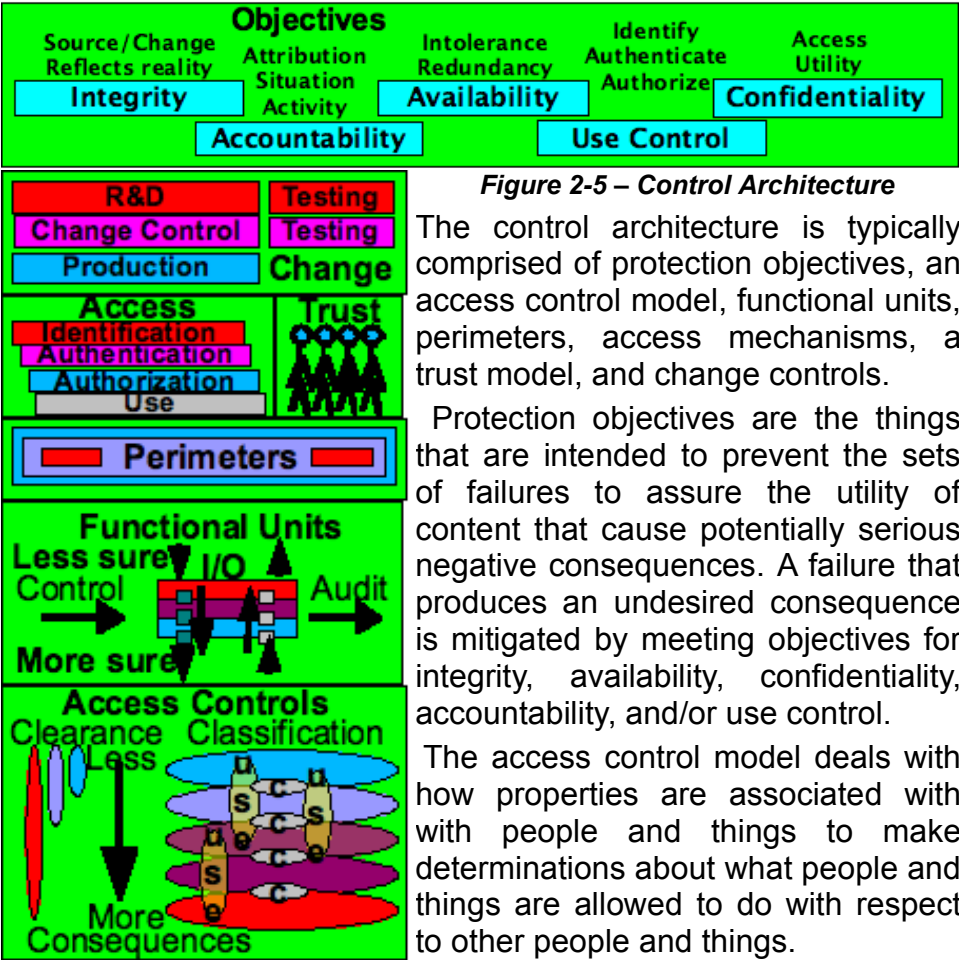 Objectives
Source/Change
Reflects reality
Integrity
Attribution
Situation
Activity
Accountability
Intolerance
Redundancy
Availability
Identify
Authenticate
Authorize
Use Control
Access
Utility
Confidentiality
R&D Testing
Change Control Testing
Production Change
Access
Identification
Authentication
Authorization
Use
Trust
Perimeters
Functional Units
Less sure I/O
Control Audit
More sure
Access Controls
Clearance Classification
Less
More
Consequences
u s e
u s e
u s e
c
c
c
c
Figure 2-5 – Control Architecture
The control architecture is typically
comprised of protection objectives, an
access control model, functional units,
perimeters, access mechanisms, a
trust model, and change controls.
Protection objectives are the things
that are intended to prevent the sets
of failures to assure the utility of
content that cause potentially serious
negative consequences. A failure that
produces an undesired consequence
is mitigated by meeting objectives for
integrity, availability, confidentiality,
accountability, and/or use control.
The access control model deals with
how properties are associated with
with people and things to make
determinations about what people and
things are allowed to do with respect
to other people and things.